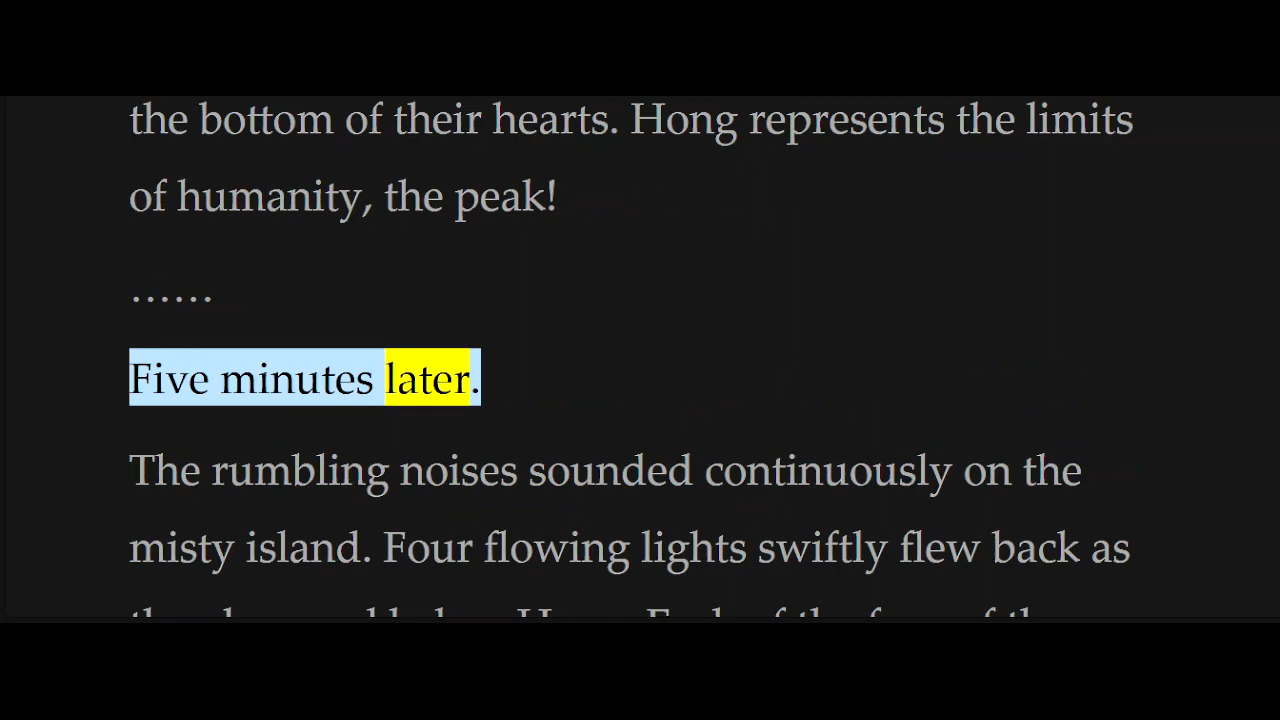 the bottom of their hearts. Hong represents the limits
of humanity, the peak!
……
Five minutes later.
The rumbling noises sounded continuously on the
misty island. Four flowing lights swiftly flew back as